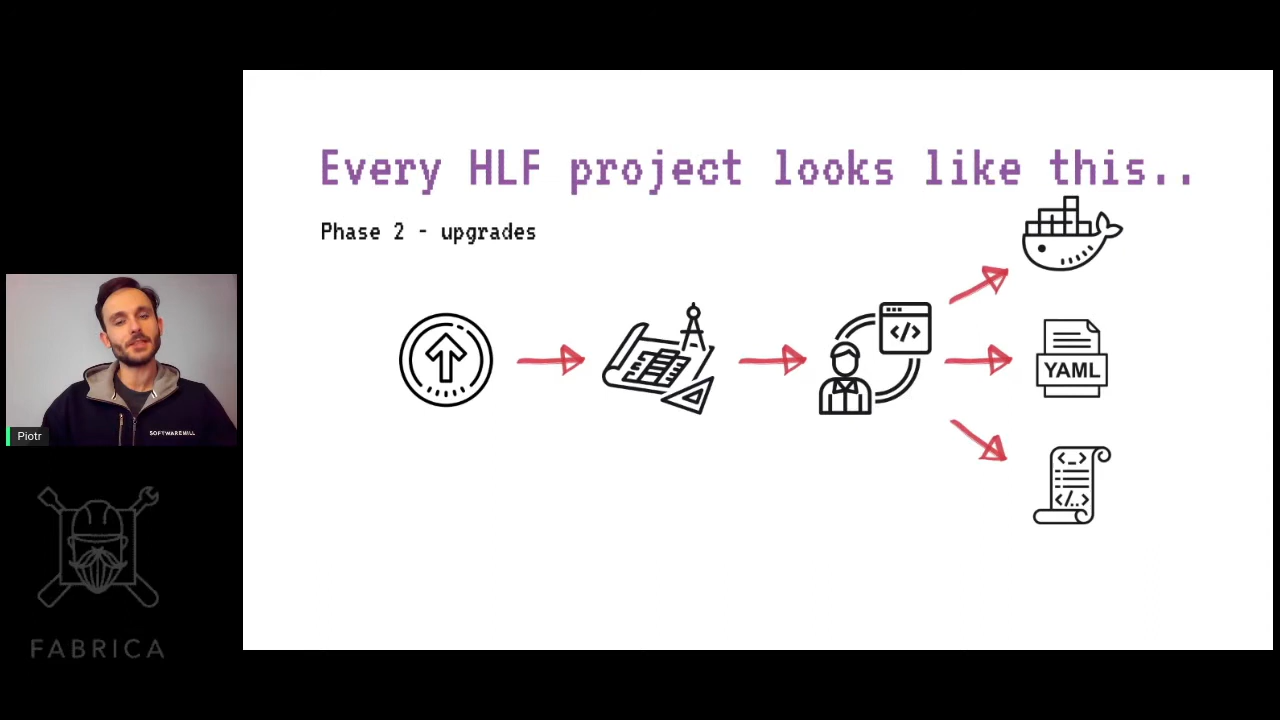 Every HLF project looks like this..
Phase 2 - upgrades
</>
YAML
<_>
</..>
SOFTWAREMILL
Piotr
FABRICA